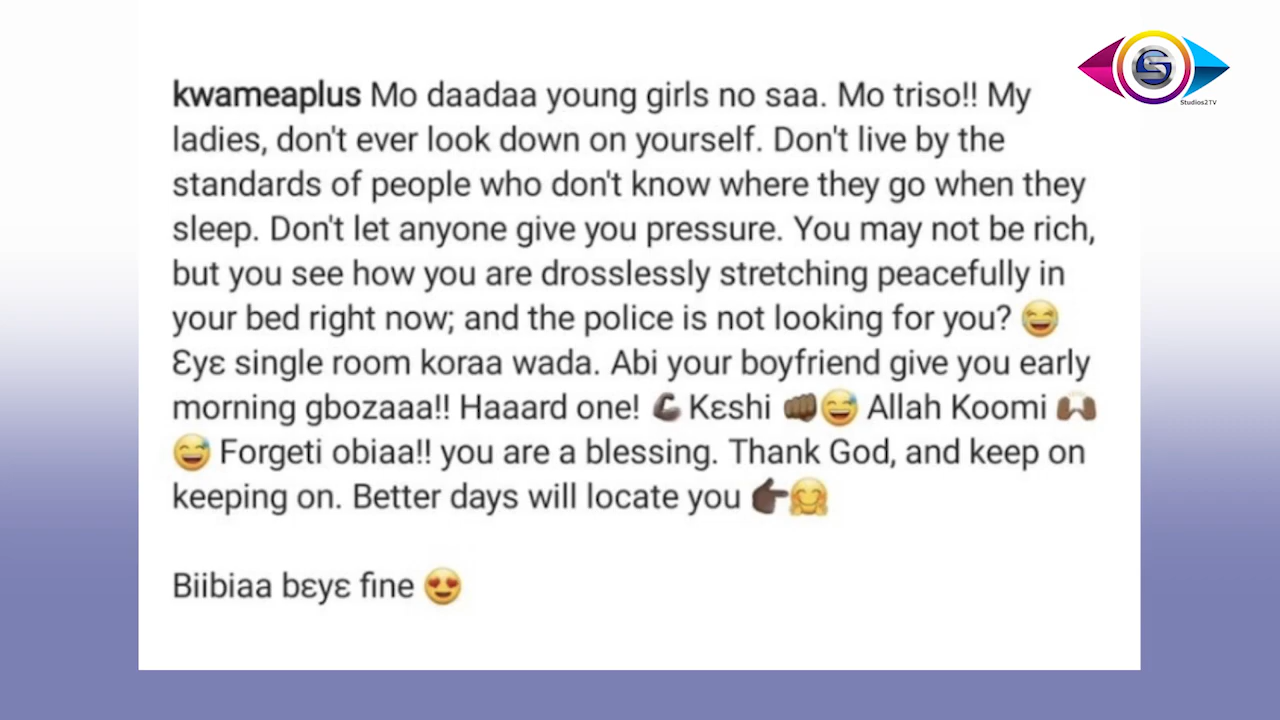 Studios2TV
kwameaplus Mo daadaa young girls no saa. Mo triso!! My
ladies, don't ever look down on yourself. Don't live by the
standards of people who don't know where they go when they
sleep. Don't let anyone give you pressure. You may not be rich,
but you see how you are drosslessly stretching peacefully in
your bed right now; and the police is not looking for you? 😅
Ɛyɛ single room koraa wada. Abi your boyfriend give you early
morning gbozaaa!! Haaard one! 💪🏿 Kɛshi 👊🏿😅 Allah Koomi 🙌🏿
😅 Forgeti obiaa!! you are a blessing. Thank God, and keep on
keeping on. Better days will locate you 👉🏿🤗
Biibiaa bɛyɛ fine 😍